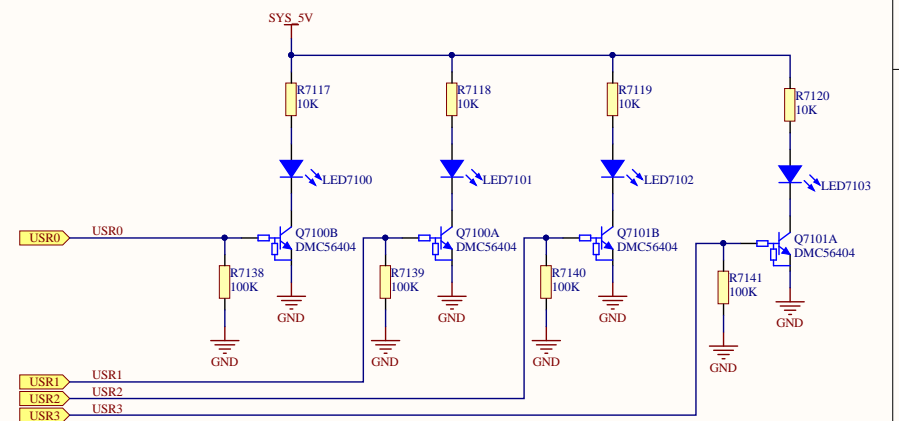 SYS_5V
R7117
10K
R7118
10K
R7119
10K
R7120
10K
LED7100
LED7101
LED7102
LED7103
USR0
USR0
Q7100B
DMC56404
Q7100A
DMC56404
Q7101B
DMC56404
Q7101A
DMC56404
R7138
100K
R7139
100K
R7140
100K
R7141
100K
GND
GND
GND
GND
GND
GND
GND
GND
USR1
USR1
USR2
USR2
USR3
USR3